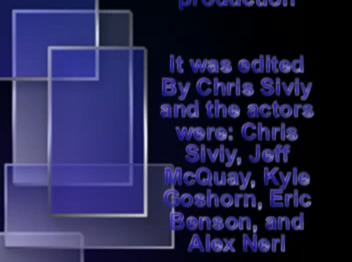 production
It was edited
By Chris Sivly
and the actors
were: Chris
Sivly, Jeff
McQuay, Kyle
Goshorn, Eric
Benson, and
Alex Neri